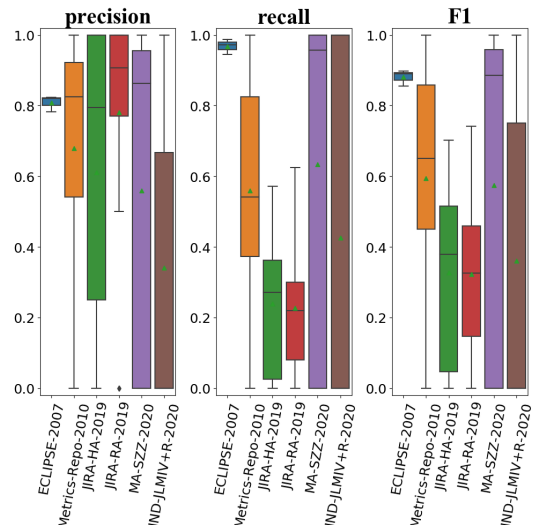 precision
recall
F1
1.0
0.8
0.6
0.4
0.2
0.0
1.0
0.8
0.6
0.4
0.2
0.0
1.0
0.8
0.6
0.4
0.2
0.0
ECLIPSE-2007
Metrics-Repo-2010
JIRA-HA-2019
JIRA-RA-2019
MA-SZZ-2020
IND-JLMIV+R-2020
ECLIPSE-2007
Metrics-Repo-2010
JIRA-HA-2019
JIRA-RA-2019
MA-SZZ-2020
IND-JLMIV+R-2020
ECLIPSE-2007
Metrics-Repo-2010
JIRA-HA-2019
JIRA-RA-2019
MA-SZZ-2020
IND-JLMIV+R-2020